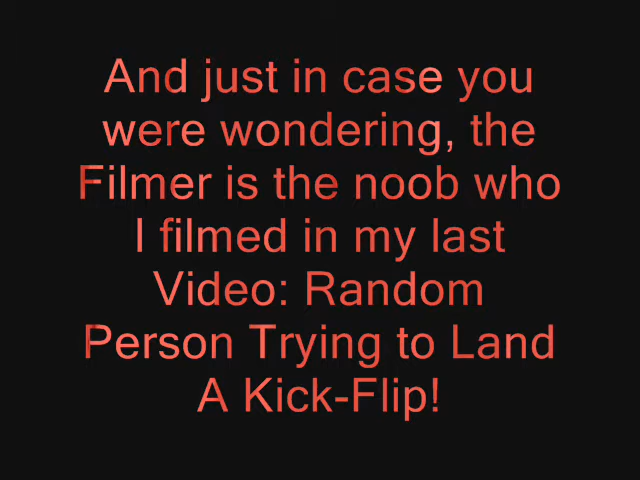 And just in case you
were wondering, the
Filmer is the noob who
I filmed in my last
Video: Random
Person Trying to Land
A Kick-Flip!